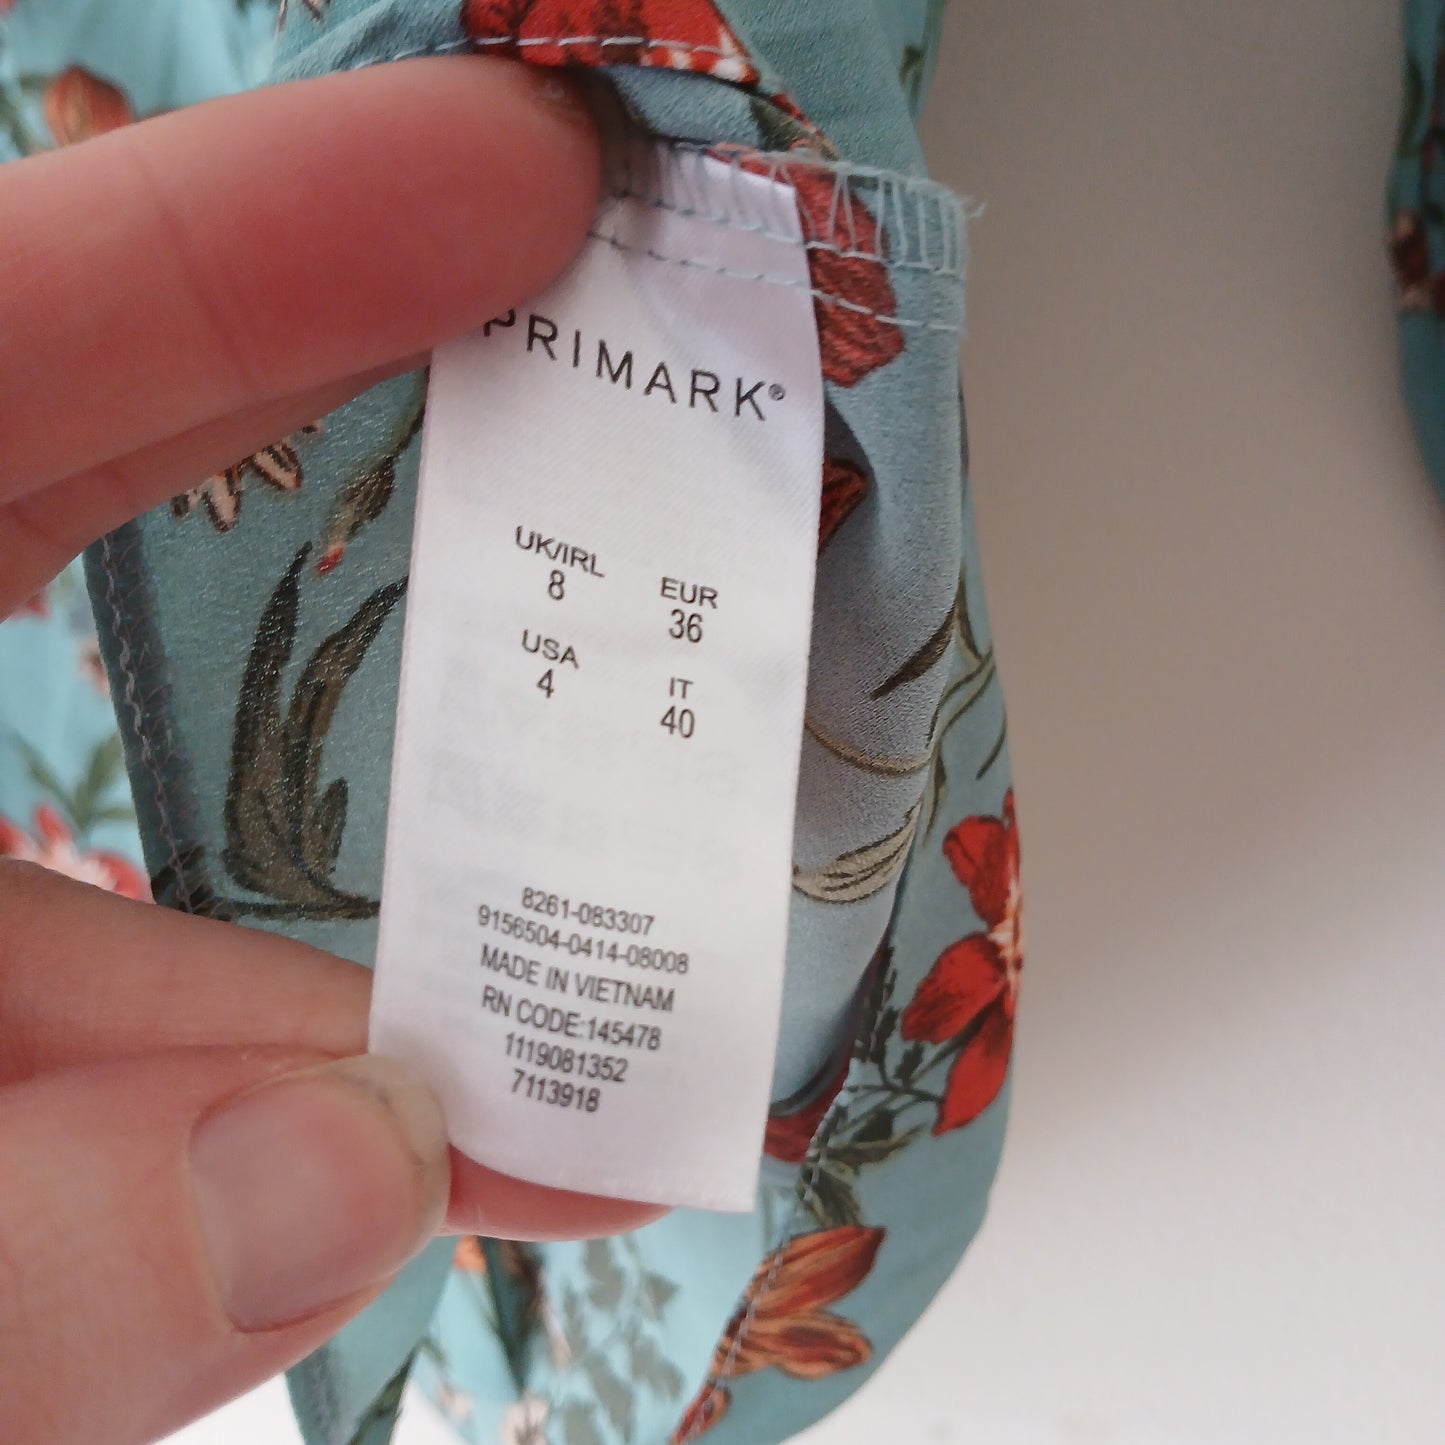 PRIMARK®
UK/IRL
8
EUR
36
USA
4
IT
40
8261-083307
9156504-0414-08008
MADE IN VIETNAM
RN CODE:145478
1119081352
7113918